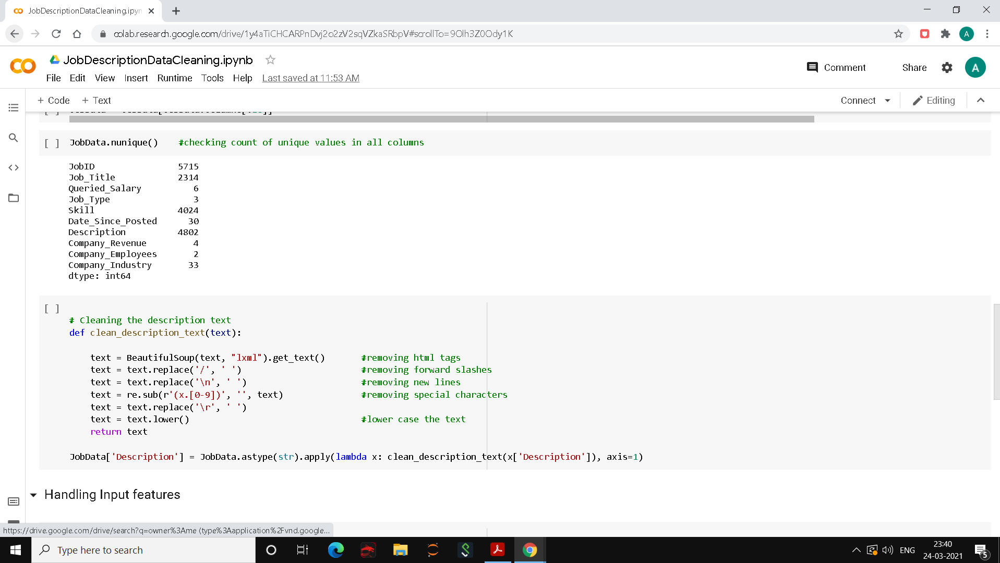 JobDescriptionDataCleaning.ipyn
colab.research.google.com/drive/1y4aTiCHCARPnDvj2o2zV2sqVZkaSRbpV#scrollTo=9Olh3Z0Ody1K
A
JobDescriptionDataCleaning.ipynb
Comment
Share
A
File Edit View Insert Runtime Tools Help Last saved at 11:53 AM
+ Code + Text
Connect
Editing
[ ] JobData.nunique() #checking count of unique values in all columns
JobID 5715
Job_Title 2314
Queried_Salary 6
Job_Type 3
Skill 4024
Date_Since_Posted 30
Description 4802
Company_Revenue 4
Company_Employees 2
Company_Industry 33
dtype: int64
[ ]
# Cleaning the description text
def clean_description_text(text):
text = BeautifulSoup(text, "lxml").get_text() #removing html tags
text = text.replace('/', ' ') #removing forward slashes
text = text.replace('\n', ' ') #removing new lines
text = re.sub(r'(x.[0-9])', '', text) #removing special characters
text = text.replace('\r', ' ')
text = text.lower() #lower case the text
return text
JobData['Description'] = JobData.astype(str).apply(lambda x: clean_description_text(x['Description']), axis=1)
Handling Input features
https://drive.google.com/drive/search?q=owner%3Ame (type%3Aapplication%2Fvnd.google...
Type here to search
ENG
23:40
24-03-2021
5